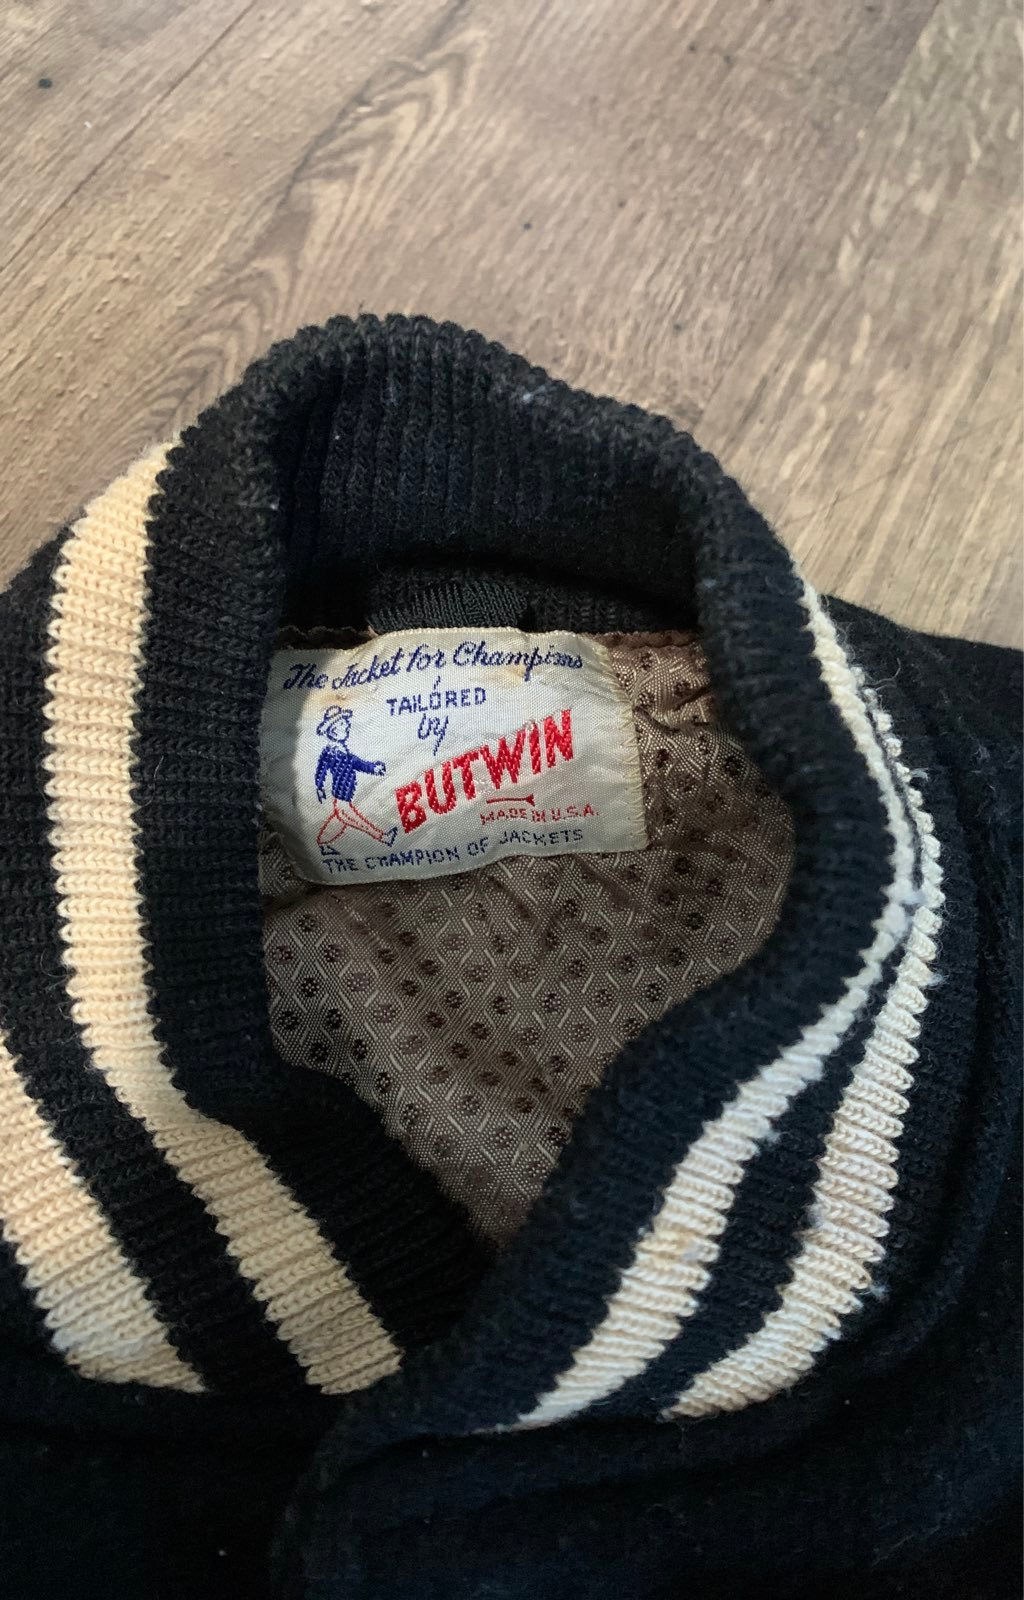 The Jacket for Champions
TAILORED
by
BUTWIN
MADE IN U.S.A.
THE CHAMPION OF JACKETS